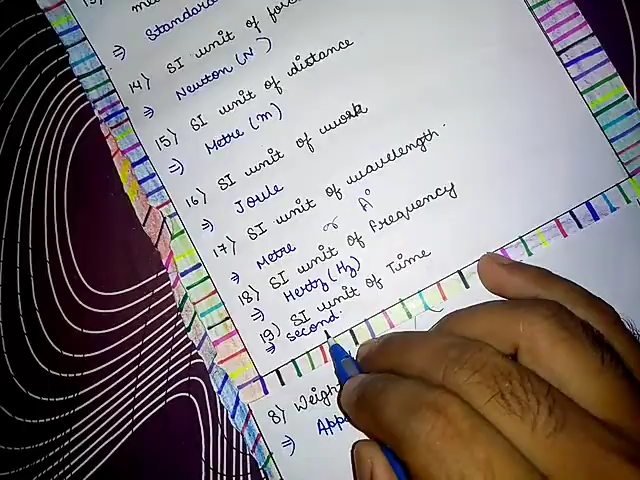 ⇒ Standard
14) SI unit of force
⇒ Newton (N)
15) SI unit of distance
⇒) Metre (m)
16) SI unit of work
⇒) Joule
17) SI unit of wavelength.
⇒ Metre or A°
18) SI unit of frequency
⇒) Hertz (Hz)
19) SI unit of Time
⇒ second.
8) Weight
⇒) App